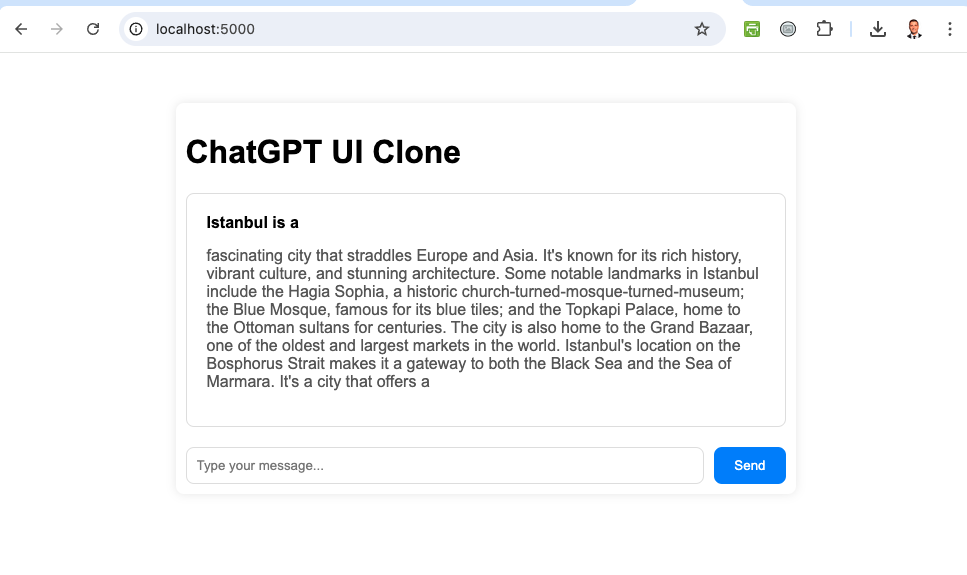 localhost:5000
ChatGPT UI Clone
Istanbul is a
fascinating city that straddles Europe and Asia. It's known for its rich history,
vibrant culture, and stunning architecture. Some notable landmarks in Istanbul
include the Hagia Sophia, a historic church-turned-mosque-turned-museum;
the Blue Mosque, famous for its blue tiles; and the Topkapi Palace, home to
the Ottoman sultans for centuries. The city is also home to the Grand Bazaar,
one of the oldest and largest markets in the world. Istanbul's location on the
Bosphorus Strait makes it a gateway to both the Black Sea and the Sea of
Marmara. It's a city that offers a
Type your message...
Send